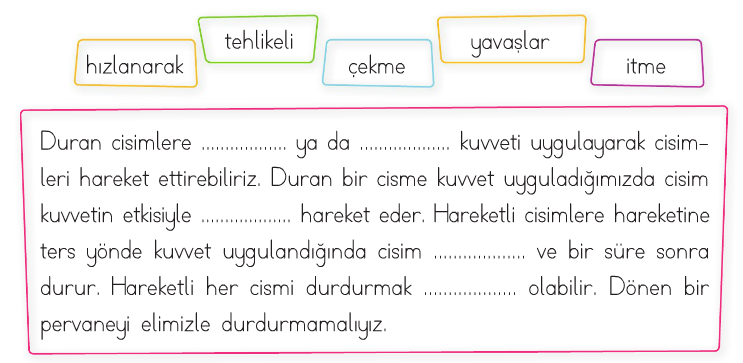 hızlanarak
tehlikeli
çekme
yavaşlar
itme
Duran cisimlere .................. ya da ................... kuvveti uygulayarak cisim-
leri hareket ettirebiliriz. Duran bir cisme kuvvet uyguladığımızda cisim
kuvvetin etkisiyle ................... hareket eder. Hareketli cisimlere hareketine
ters yönde kuvvet uygulandığında cisim ................... ve bir süre sonra
durur. Hareketli her cismi durdurmak ................... olabilir. Dönen bir
pervaneyi elimizle durdurmamalıyız.